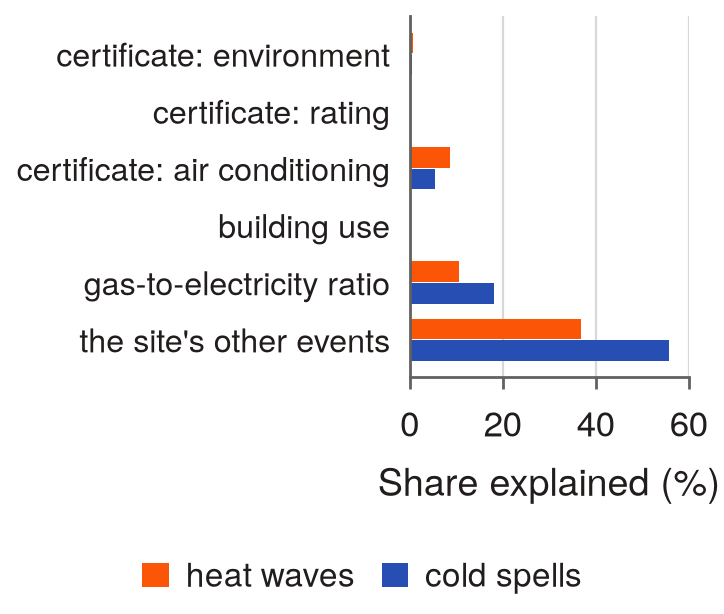 certificate: environment
certificate: rating
certificate: air conditioning
building use
gas-to-electricity ratio
the site's other events
0 20 40 60
Share explained (%)
heat waves cold spells